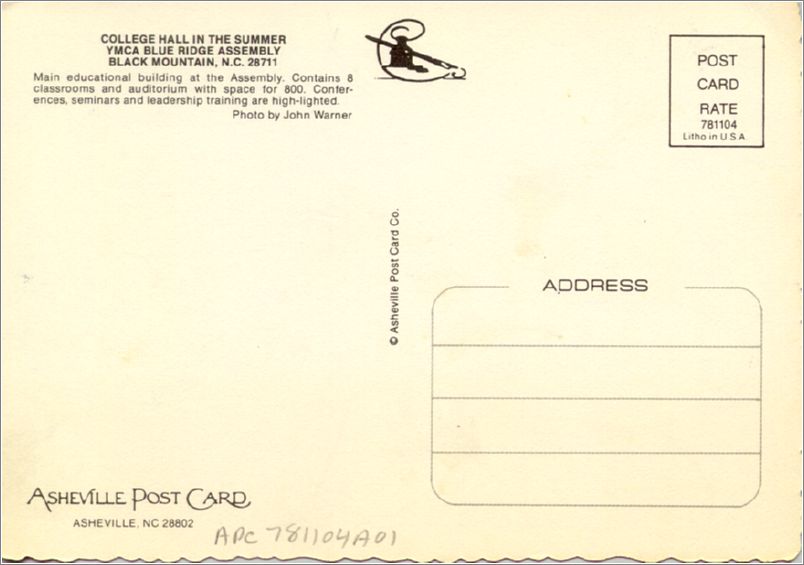 COLLEGE HALL IN THE SUMMER
YMCA BLUE RIDGE ASSEMBLY
BLACK MOUNTAIN, N.C. 28711
Main educational building at the Assembly. Contains 8
classrooms and auditorium with space for 800. Confer-
ences, seminars and leadership training are high-lighted.
Photo by John Warner
POST
CARD
RATE
781104
Litho in U.S.A.
© Asheville Post Card Co.
ADDRESS
ASHEVILLE POST CARD
ASHEVILLE, NC 28802
APC 781104A01